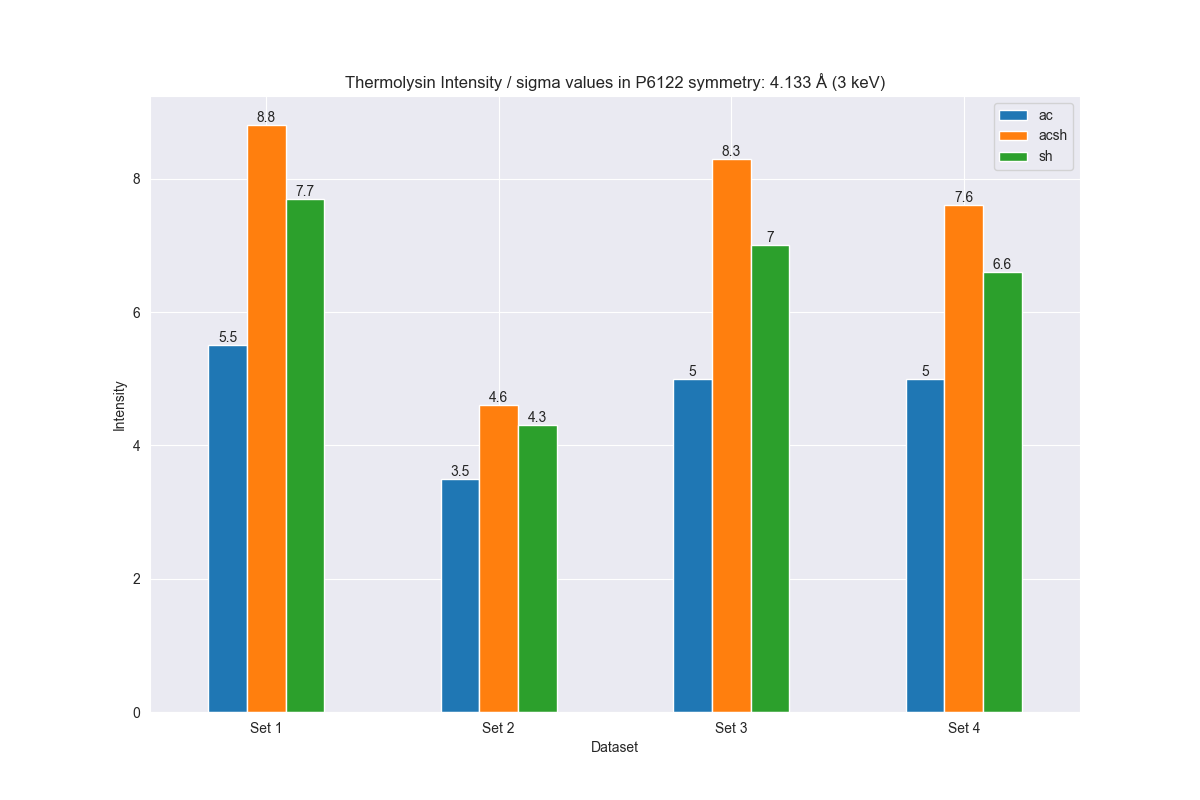 Thermolysin Intensity / sigma values in P6122 symmetry: 4.133 Å (3 keV)
ac
acsh
sh
8.8
7.7
5.5
4.6
4.3
3.5
8.3
7
5
7.6
6.6
5
8
6
4
2
0
Intensity
Set 1
Set 2
Set 3
Set 4
Dataset